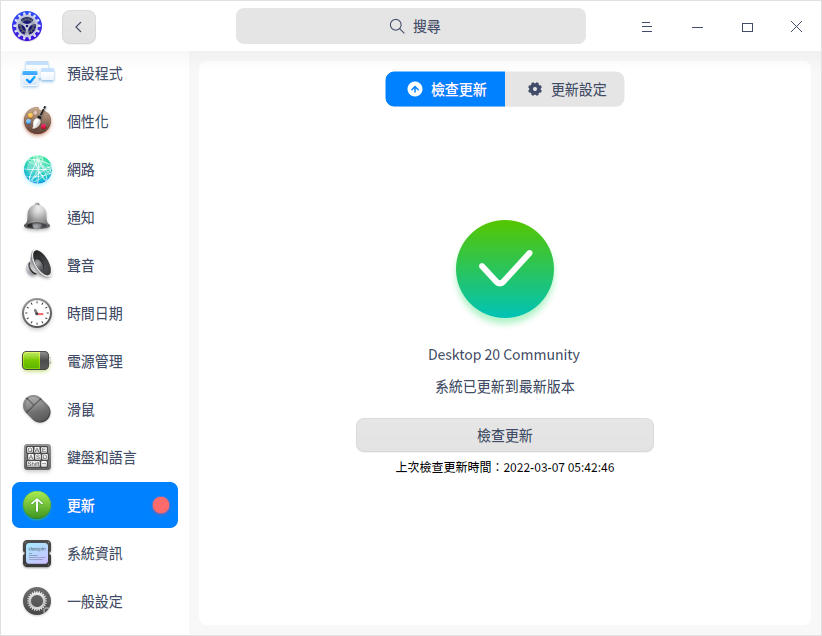 搜尋
預設程式
個性化
網路
通知
聲音
時間日期
電源管理
滑鼠
鍵盤和語言
更新
系統資訊
一般設定
檢查更新
更新設定
Desktop 20 Community
系統已更新到最新版本
檢查更新
上次檢查更新時間：2022-03-07 05:42:46